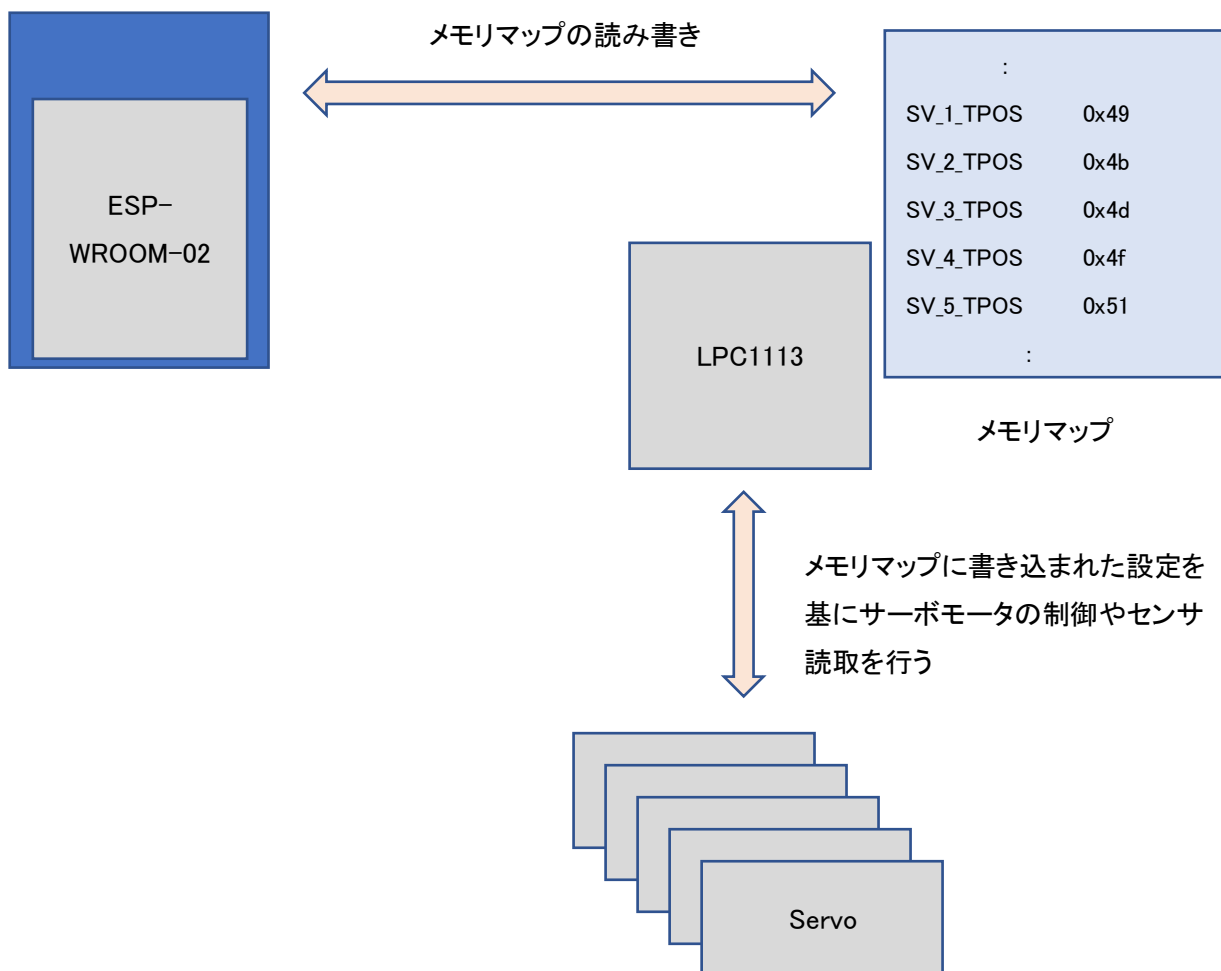 メモリマップの読み書き
:
SV_1_TPOS 0x49
SV_2_TPOS 0x4b
SV_3_TPOS 0x4d
SV_4_TPOS 0x4f
SV_5_TPOS 0x51
:
メモリマップ
ESP-
WROOM-02
LPC1113
メモリマップに書き込まれた設定を
基にサーボモータの制御やセンサ
読取を行う
Servo